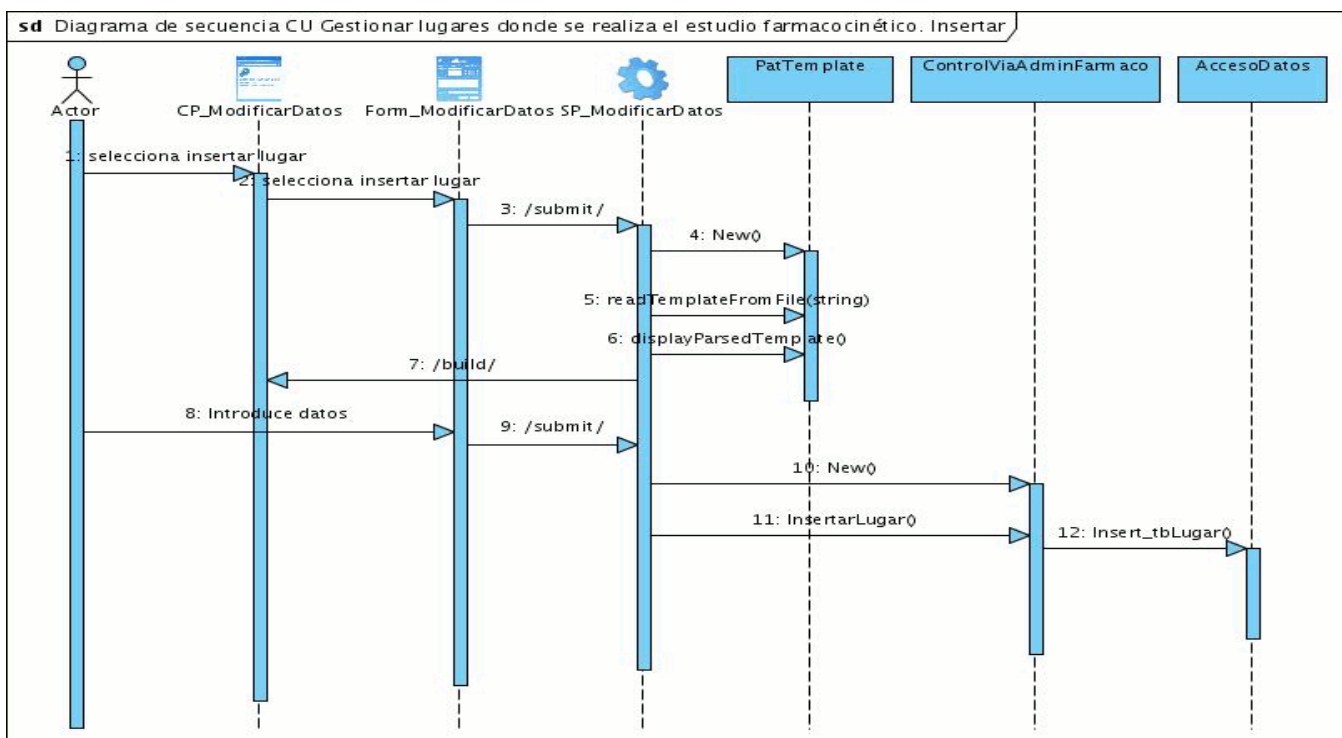 sd Diagrama de secuencia CU Gestionar lugares donde se realiza el estudio farmacocinético. Insertar
PatTemplate
ControlViaAdminFarmaco
AccesoDatos
Actor
CP_ModificarDatos
Form_ModificarDatos
SP_ModificarDatos
1: selecciona insertar lugar
2: selecciona insertar lugar
3: /submit/
4: New()
5: readTemplateFromFile(string)
6: displayParsedTemplate()
7: /build/
8: Introduce datos
9: /submit/
10: New()
11: InsertarLugar()
12: Insert_tbLugar()